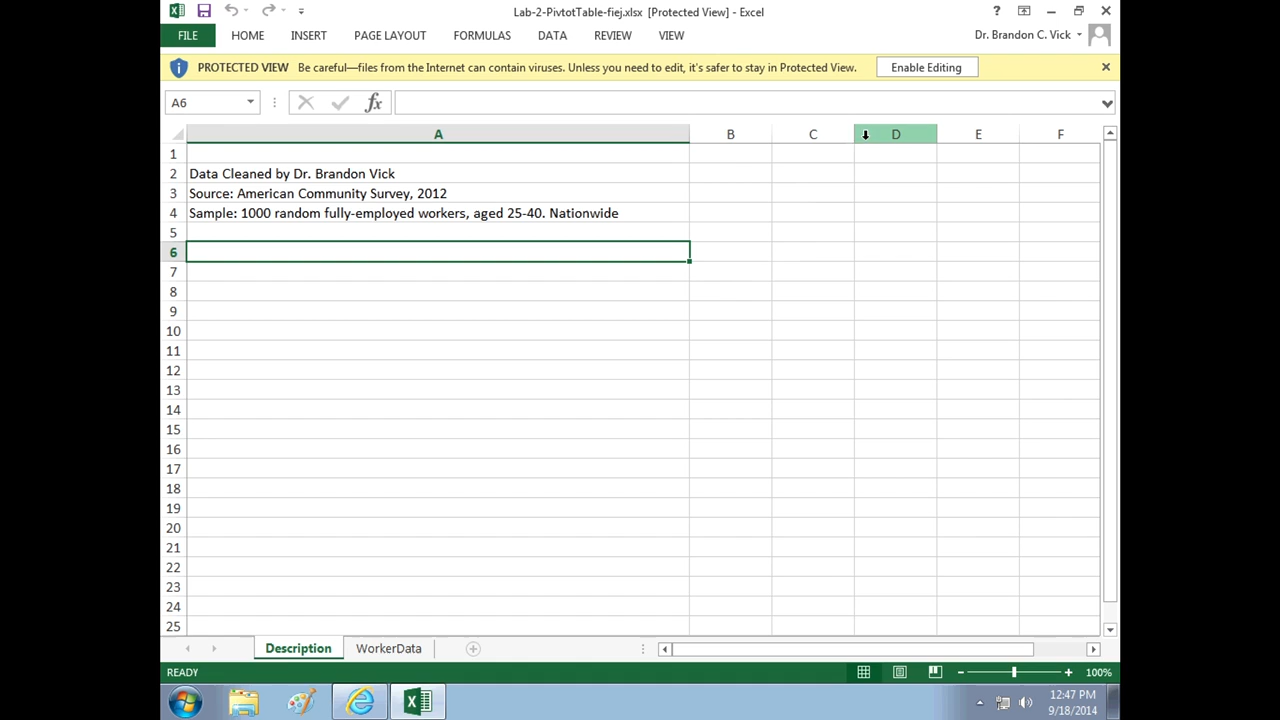 Lab-2-PivtotTable-fiej.xlsx [Protected View] - Excel
?
FILE HOME INSERT PAGE LAYOUT FORMULAS DATA REVIEW VIEW Dr. Brandon C. Vick
PROTECTED VIEW Be careful—files from the Internet can contain viruses. Unless you need to edit, it's safer to stay in Protected View. Enable Editing
A6 fx
A B C D E F
1
2 Data Cleaned by Dr. Brandon Vick
3 Source: American Community Survey, 2012
4 Sample: 1000 random fully-employed workers, aged 25-40. Nationwide
5
6
7
8
9
10
11
12
13
14
15
16
17
18
19
20
21
22
23
24
25
Description WorkerData
READY 100%
12:47 PM
9/18/2014